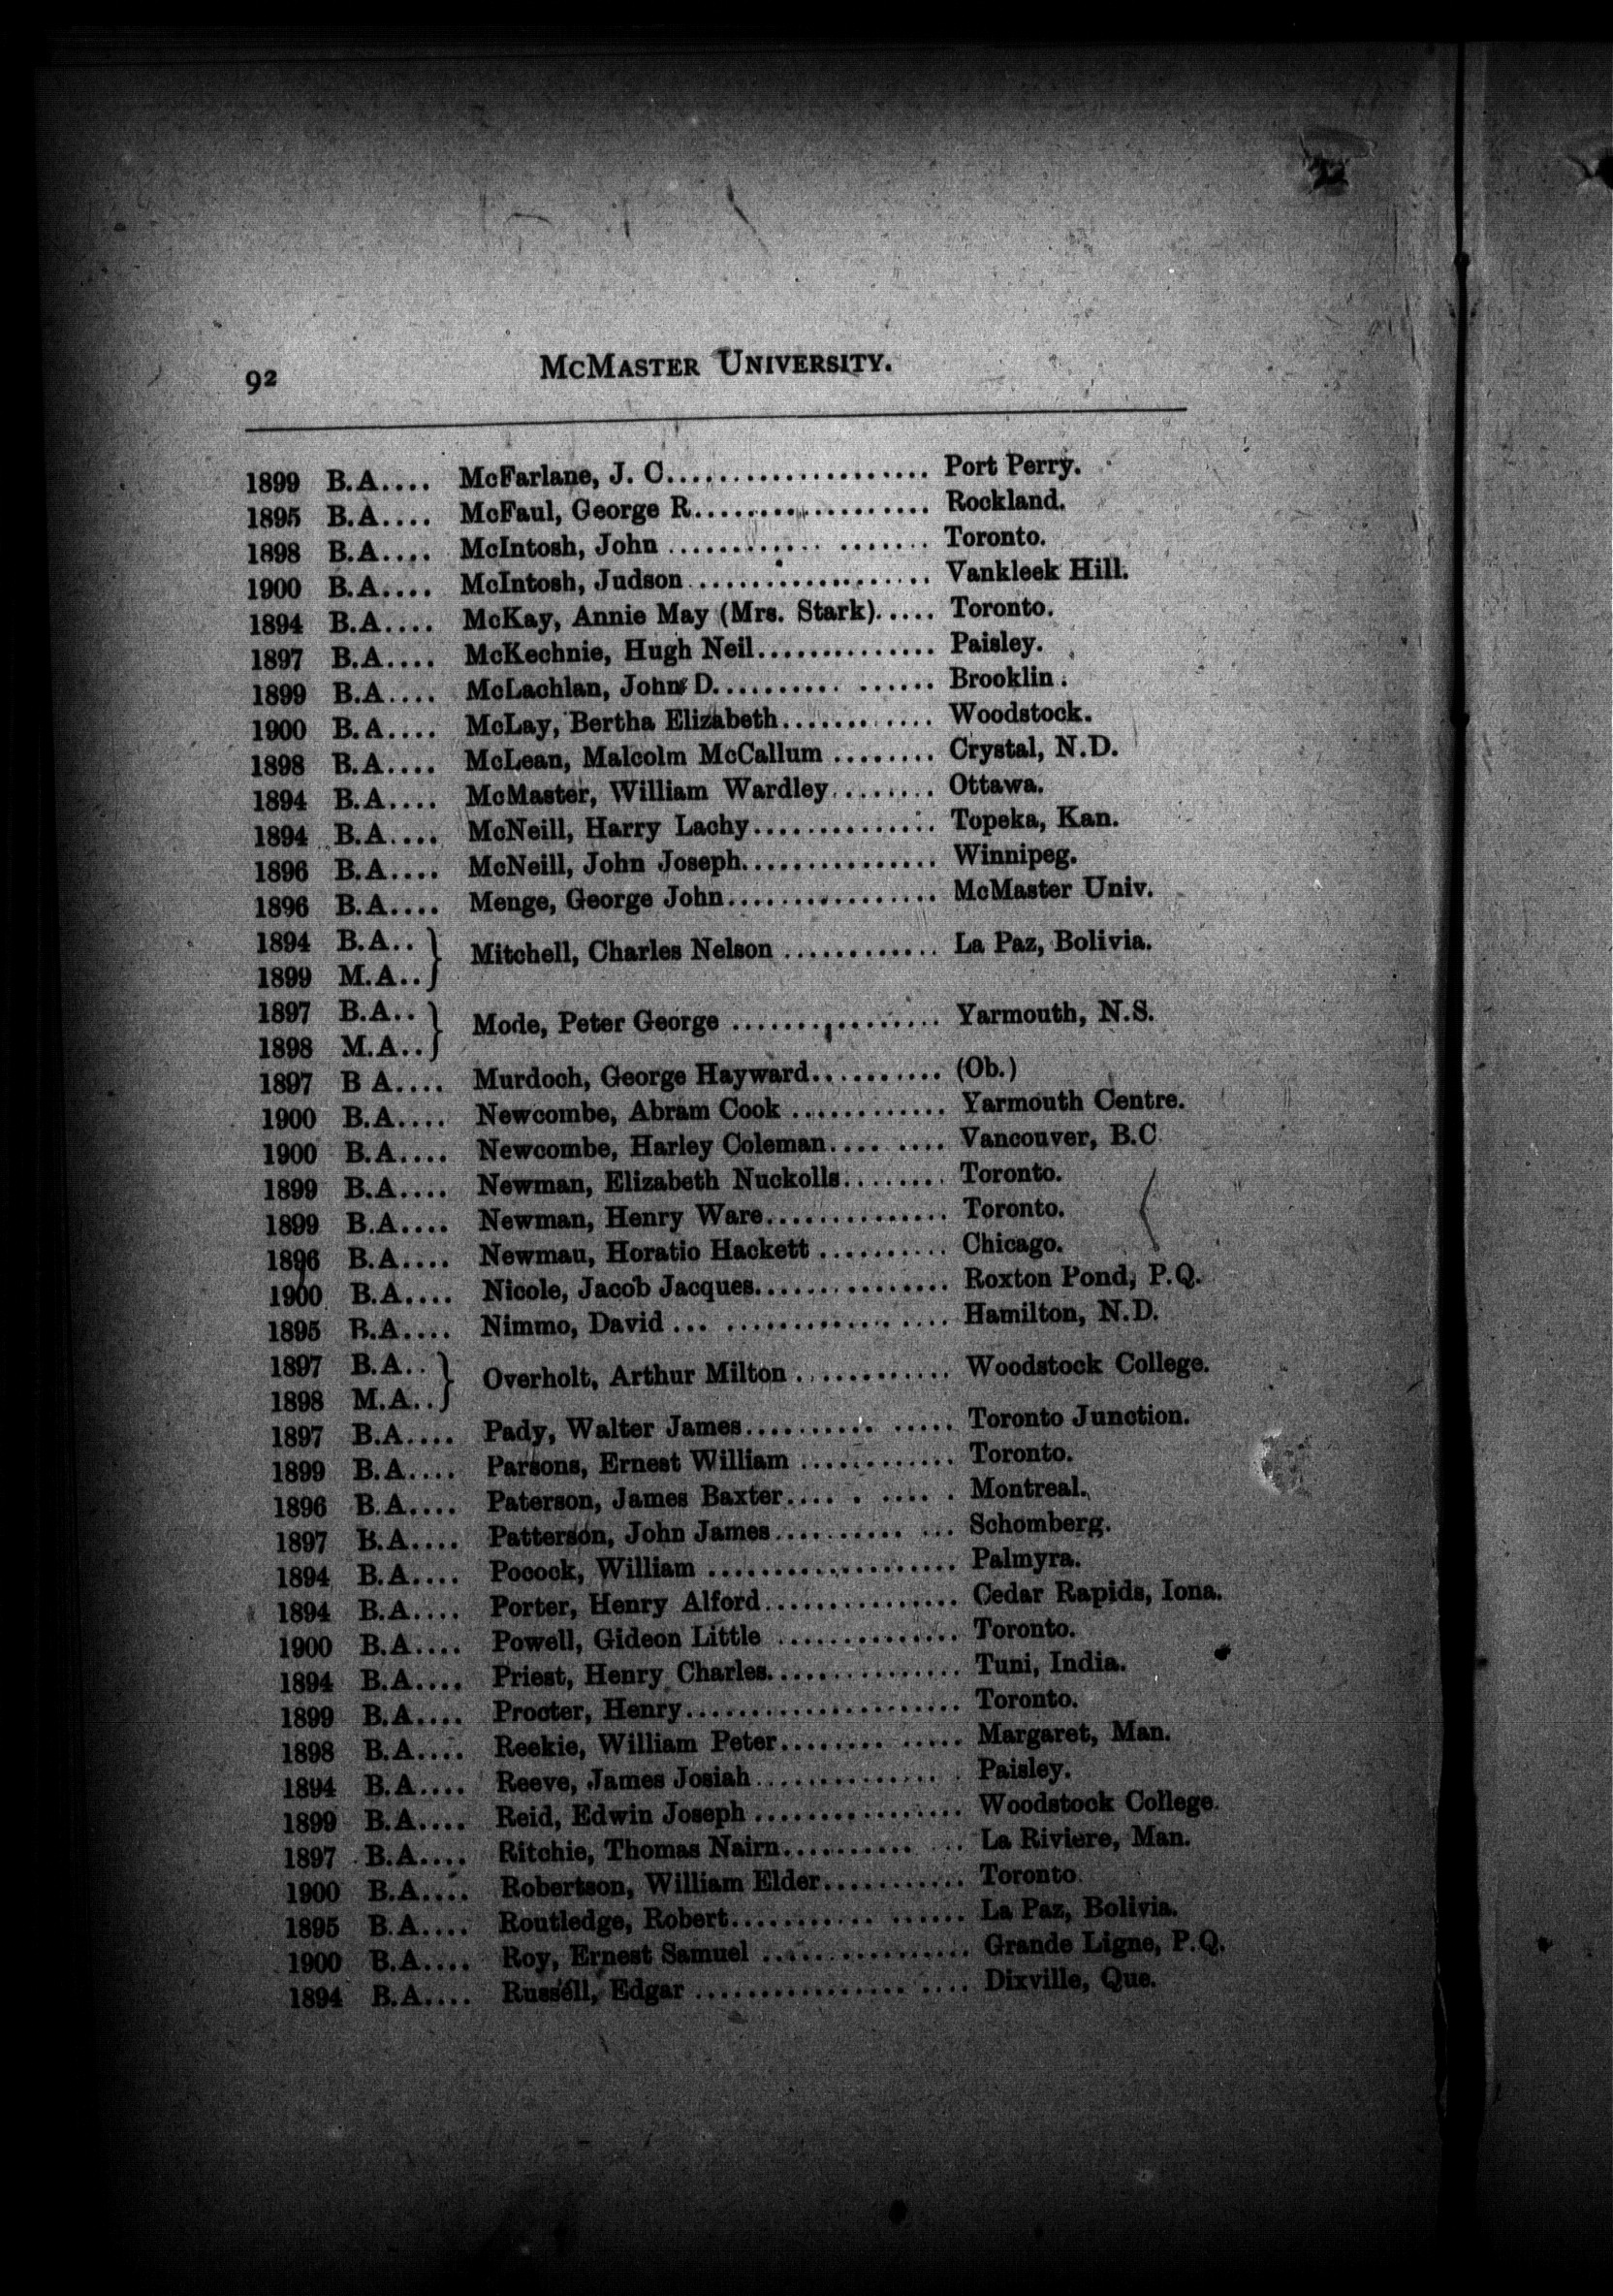 92 McMaster University.
1899 B.A.... McFarlane, J. C.................... Port Perry.
1895 B.A.... McFaul, George R.................. Rockland.
1898 B.A.... McIntosh, John .................... Toronto.
1900 B.A.... McIntosh, Judson .................. Vankleek Hill.
1894 B.A.... McKay, Annie May (Mrs. Stark)..... Toronto.
1897 B.A.... McKechnie, Hugh Neil.............. Paisley.
1899 B.A.... McLachlan, John D................. Brooklin.
1900 B.A.... McLay, Bertha Elizabeth............ Woodstock.
1898 B.A.... McLean, Malcolm McCallum ........ Crystal, N.D.
1894 B.A.... McMaster, William Wardley........ Ottawa.
1894 B.A.... McNeill, Harry Lachy.............. Topeka, Kan.
1896 B.A.... McNeill, John Joseph............... Winnipeg.
1896 B.A.... Menge, George John................ McMaster Univ.
1894 B.A.. }
Mitchell, Charles Nelson ............ La Paz, Bolivia.
1899 M.A.. }
1897 B.A.. }
Mode, Peter George ................ Yarmouth, N.S.
1898 M.A.. }
1897 B A.... Murdoch, George Hayward.......... (Ob.)
1900 B.A.... Newcombe, Abram Cook ............ Yarmouth Centre.
1900 B.A.... Newcombe, Harley Coleman.... ..... Vancouver, B.C.
1899 B.A.... Newman, Elizabeth Nuckolls........ Toronto.
1899 B.A.... Newman, Henry Ware.............. Toronto.
1896 B.A.... Newmau, Horatio Hackett .......... Chicago.
1900 B.A.... Nicole, Jacob Jacques............... Roxton Pond, P.Q.
1895 B.A.... Nimmo, David ... .................. Hamilton, N.D.
1897 B.A.. }
Overholt, Arthur Milton ............ Woodstock College.
1898 M.A.. }
1897 B.A.... Pady, Walter James.......... ..... Toronto Junction.
1899 B.A.... Parsons, Ernest William ............ Toronto.
1896 B.A.... Paterson, James Baxter.... . .... . Montreal.
1897 B.A.... Patterson, John James.......... ... Schomberg.
1894 B.A.... Pocock, William ................... Palmyra.
1894 B.A.... Porter, Henry Alford............... Cedar Rapids, Iona.
1900 B.A.... Powell, Gideon Little .............. Toronto.
1894 B.A.... Priest, Henry Charles............... Tuni, India.
1899 B.A.... Procter, Henry..................... Toronto.
1898 B.A.... Reekie, William Peter........ ..... Margaret, Man.
1894 B.A.... Reeve, James Josiah .............. . Paisley.
1899 B.A.... Reid, Edwin Joseph ................ Woodstock College.
1897 B.A.... Ritchie, Thomas Nairn.......... ... La Riviere, Man.
1900 B.A.... Robertson, William Elder........... Toronto.
1895 B.A.... Routledge, Robert........... ...... La Paz, Bolivia.
1900 B.A.... Roy, Ernest Samuel ................ Grande Ligne, P.Q.
1894 B.A.... Russell, Edgar ................ .... Dixville, Que.